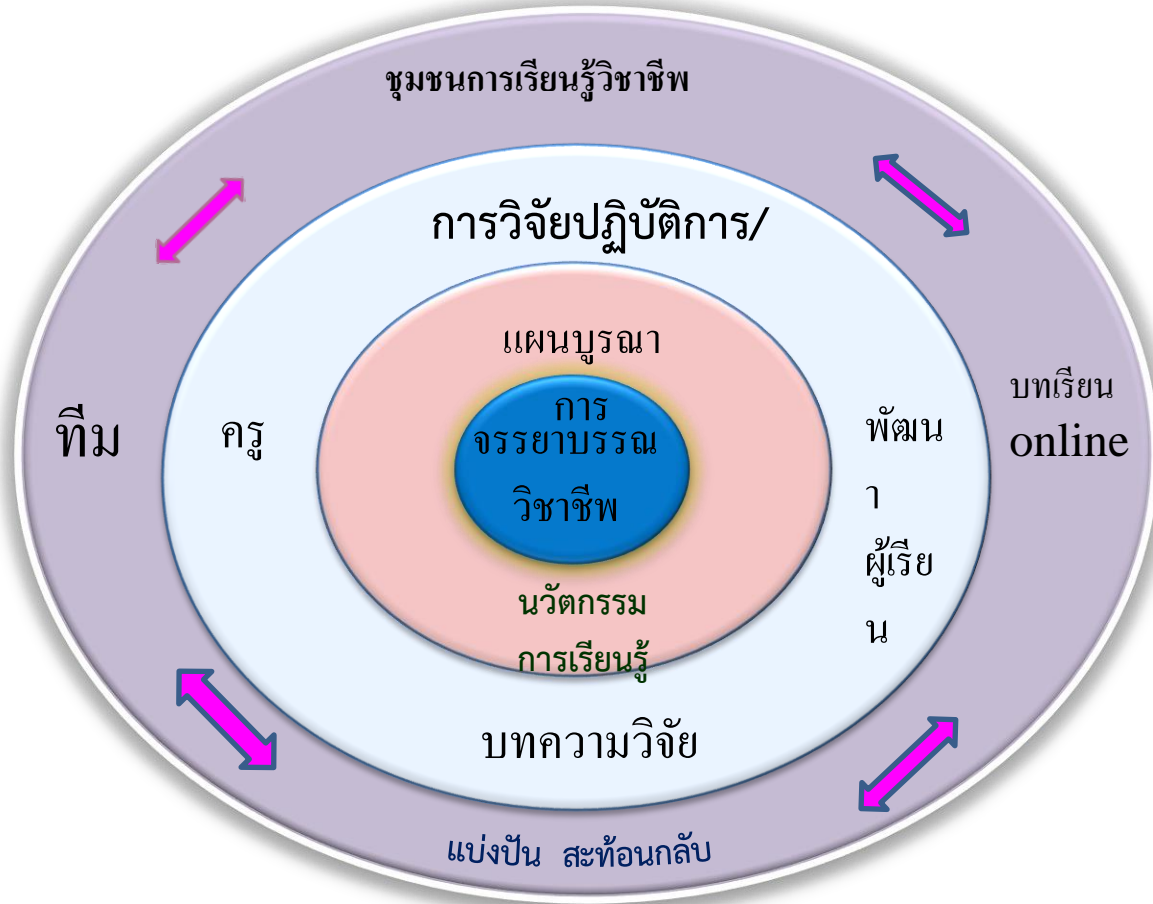 ชุมชนการเรียนรู้วิชาชีพ
การวิจัยปฏิบัติการ/
แผนบูรณา
การ
จรรยาบรรณ
วิชาชีพ
ทีม
ครู
พัฒน
า
ผู้เรีย
น
บทเรียน
online
นวัตกรรม
การเรียนรู้
บทความวิจัย
แบ่งปัน สะท้อนกลับ